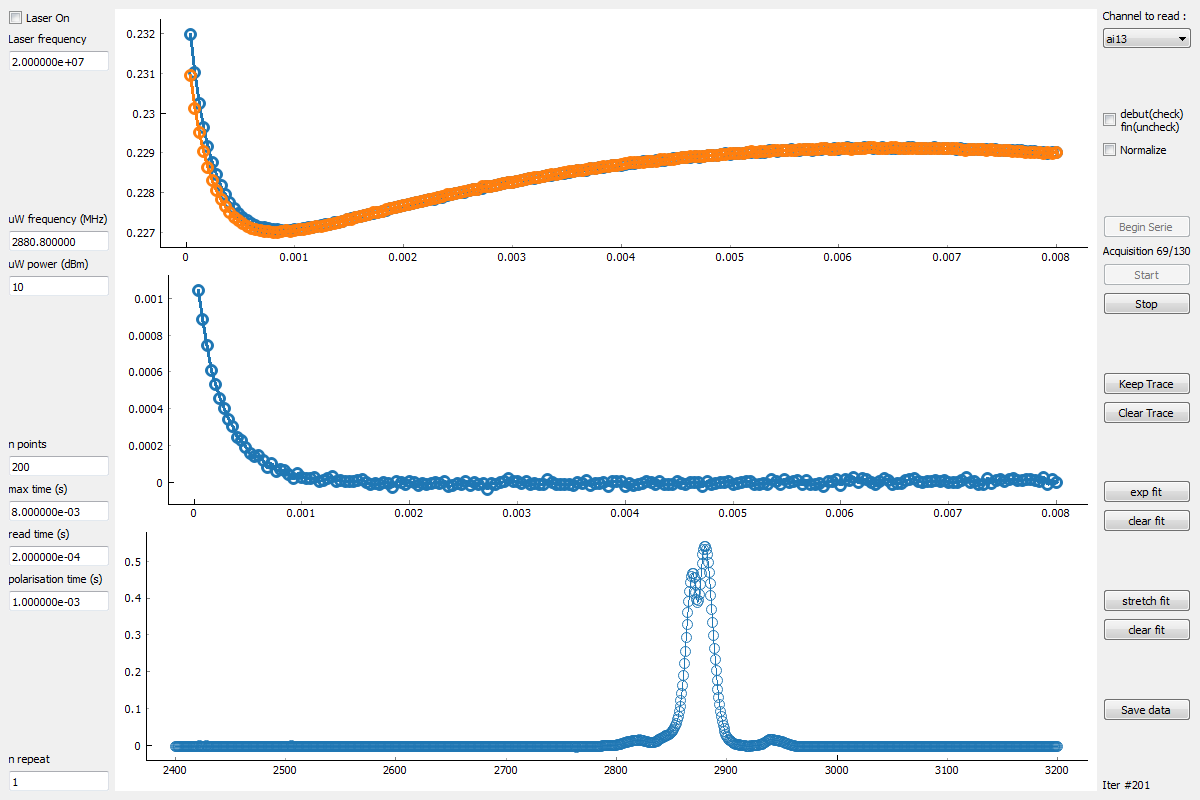 Laser On
Laser frequency
2.000000e+07
uW frequency (MHz)
2880.800000
uW power (dBm)
10
n points
200
max time (s)
8.000000e-03
read time (s)
2.000000e-04
polarisation time (s)
1.000000e-03
n repeat
1
0.232
0.231
0.23
0.229
0.228
0.227
0 0.001 0.002 0.003 0.004 0.005 0.006 0.007 0.008
0.001
0.0008
0.0006
0.0004
0.0002
0
0 0.001 0.002 0.003 0.004 0.005 0.006 0.007 0.008
0.5
0.4
0.3
0.2
0.1
0
2400 2500 2600 2700 2800 2900 3000 3100 3200
Channel to read :
ai13
debut(check)
fin(uncheck)
Normalize
Begin Serie
Acquisition 69/130
Start
Stop
Keep Trace
Clear Trace
exp fit
clear fit
stretch fit
clear fit
Save data
Iter #201